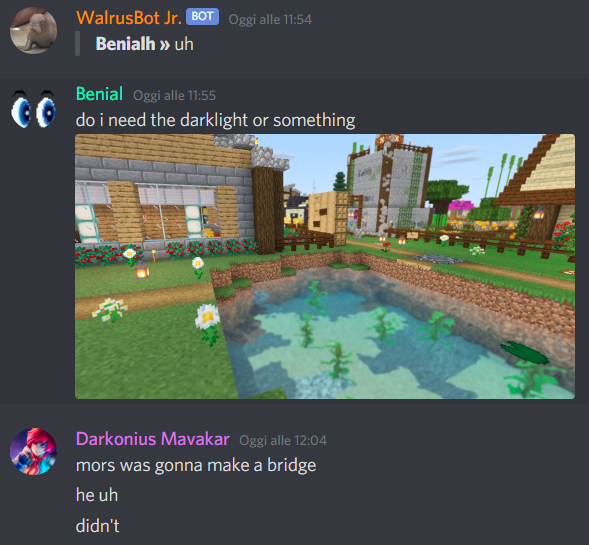 WalrusBot Jr. BOT Oggi alle 11:54
Benialh » uh
Benial Oggi alle 11:55
do i need the darklight or something
Darkonius Mavakar Oggi alle 12:04
mors was gonna make a bridge
he uh
didn't